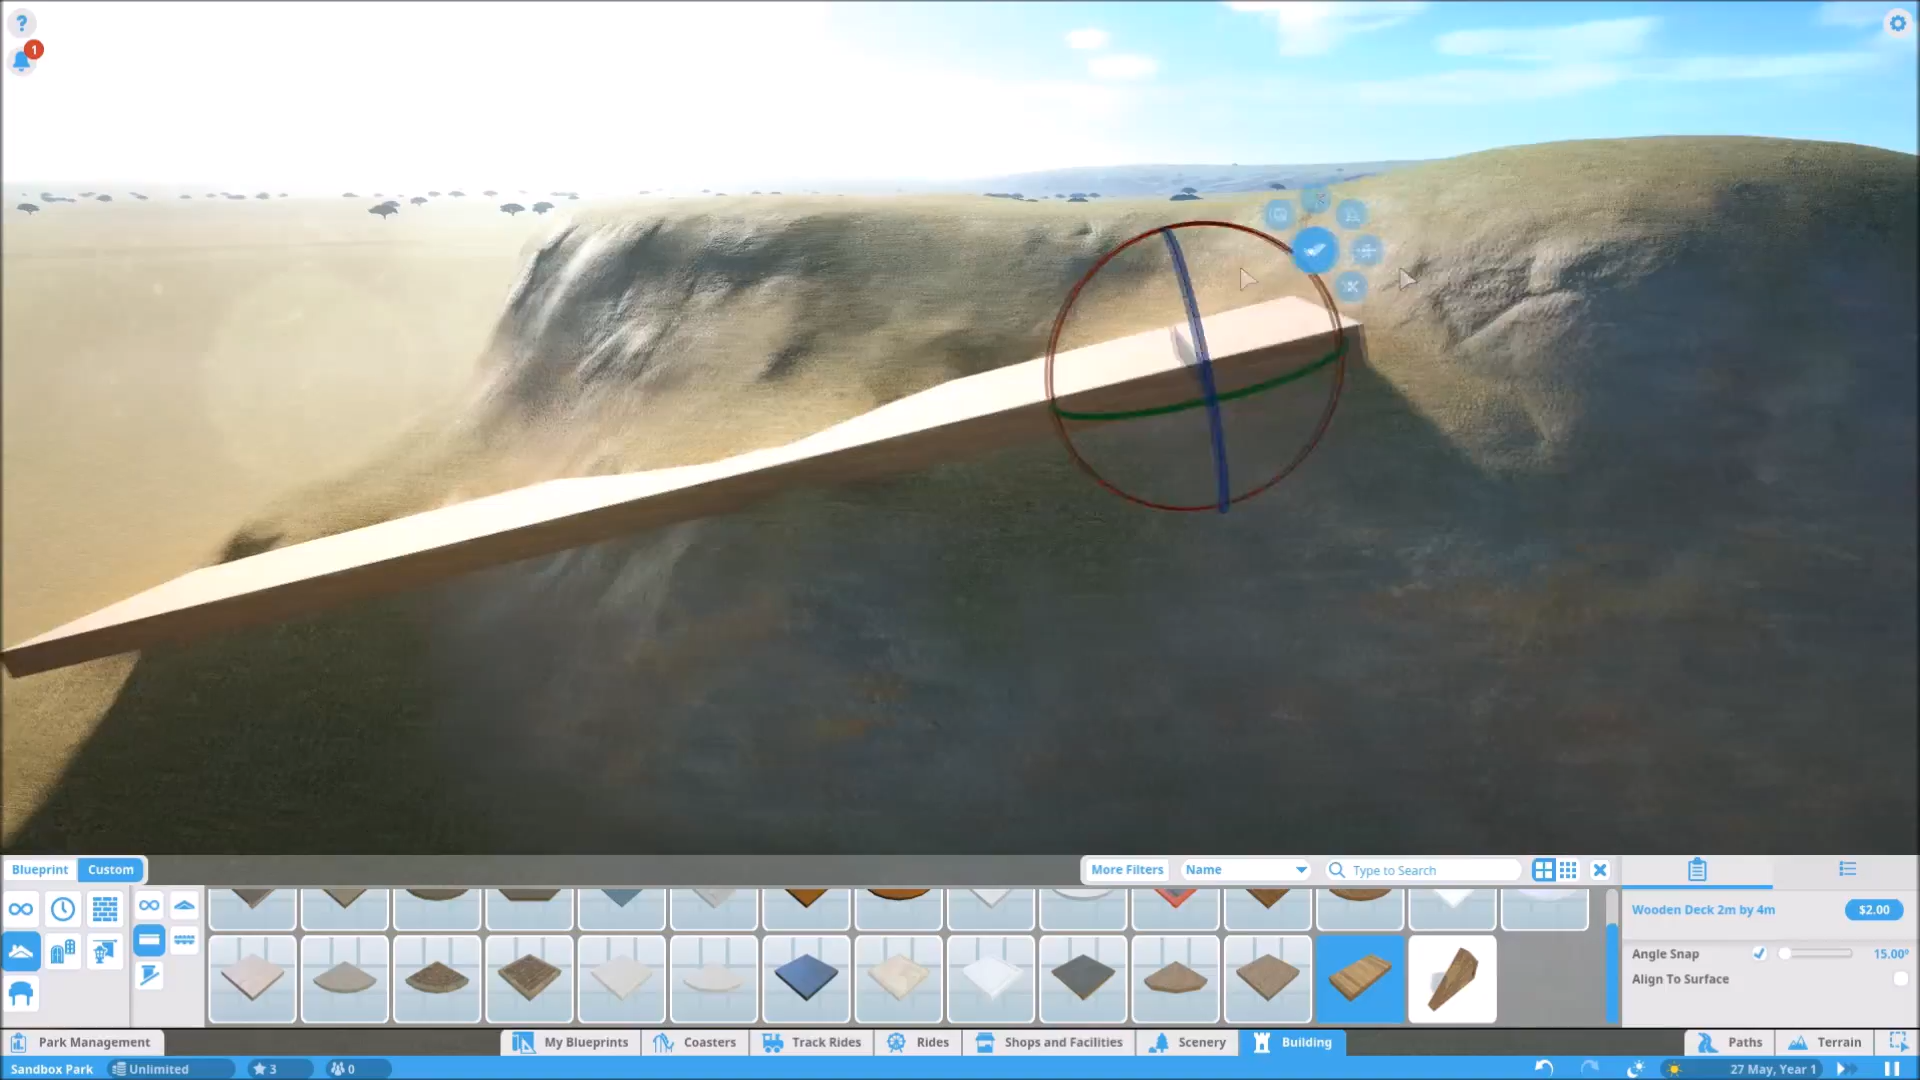 ?
1
Blueprint
Custom
More Filters
Name
Type to Search
Wooden Deck 2m by 4m
$2.00
Angle Snap
15.00°
Align To Surface
Park Management
My Blueprints
Coasters
Track Rides
Rides
Shops and Facilities
Scenery
Building
Paths
Terrain
Sandbox Park
Unlimited
3
0
27 May, Year 1